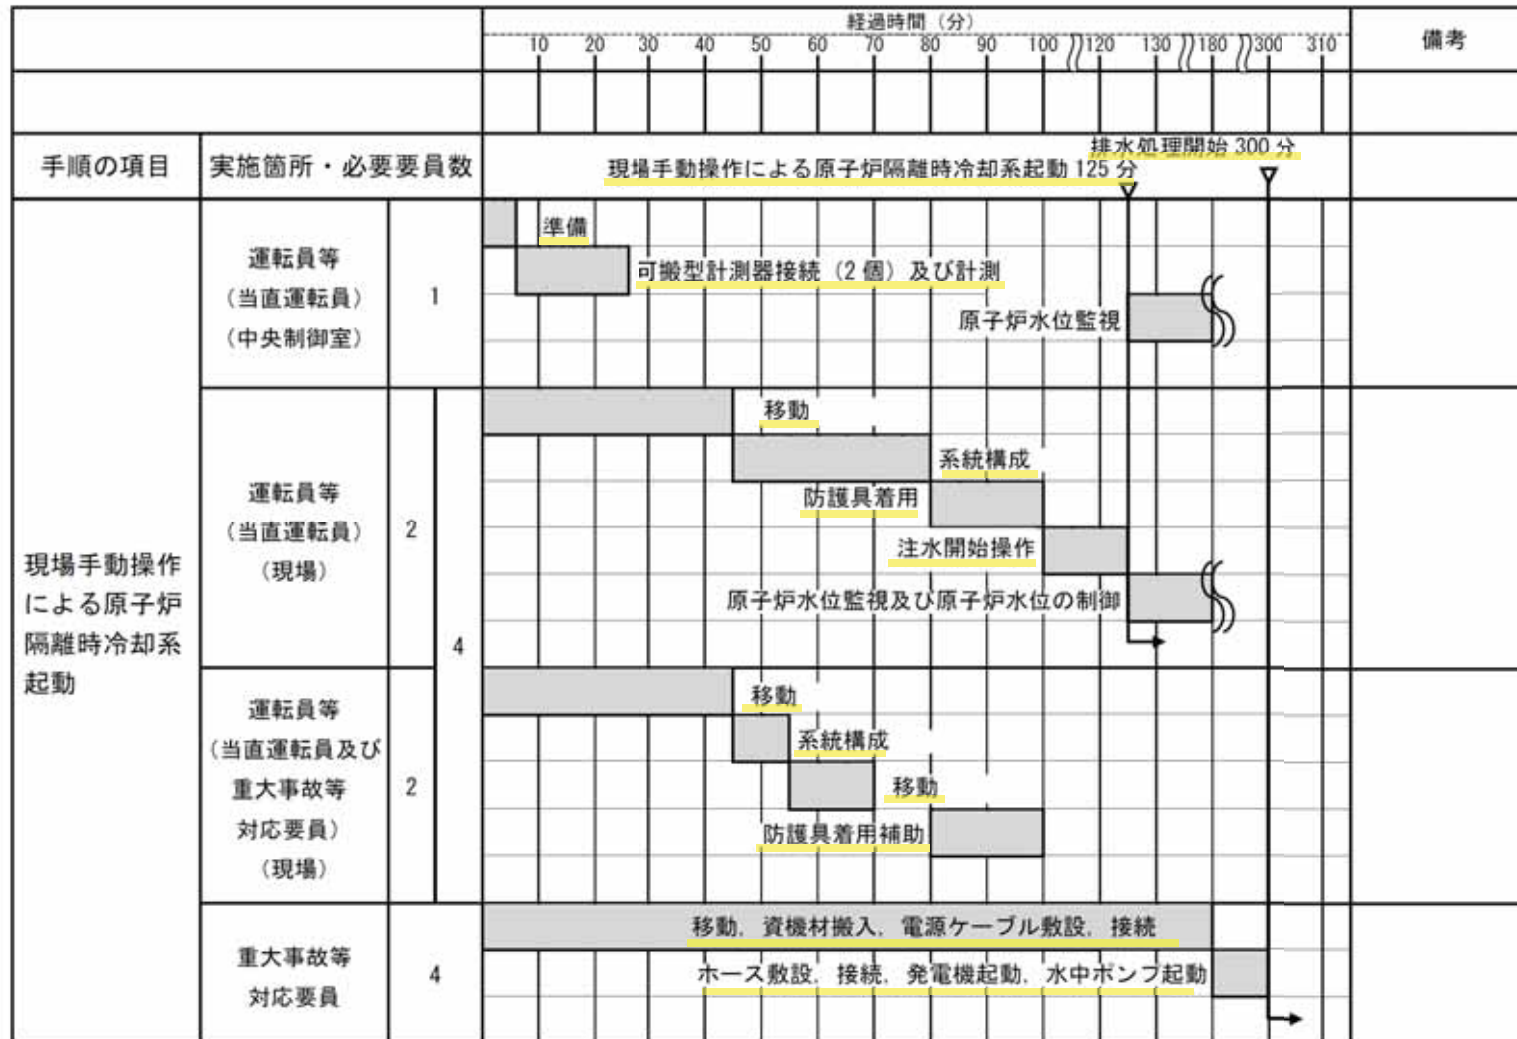 経過時間（分）
10 20 30 40 50 60 70 80 90 100 120 130 180 300 310
備考
手順の項目
実施箇所・必要要員数
排水処理開始 300 分
現場手動操作による原子炉隔離時冷却系起動 125 分
現場手動操作
による原子炉
隔離時冷却系
起動
運転員等
（当直運転員）
（中央制御室）
1
準備
可搬型計測器接続（2 個）及び計測
原子炉水位監視
運転員等
（当直運転員）
（現場）
2
4
移動
系統構成
防護具着用
注水開始操作
原子炉水位監視及び原子炉水位の制御
運転員等
（当直運転員及び
重大事故等
対応要員）
（現場）
2
移動
系統構成
移動
防護具着用補助
重大事故等
対応要員
4
移動，資機材搬入，電源ケーブル敷設，接続
ホース敷設，接続，発電機起動，水中ポンプ起動